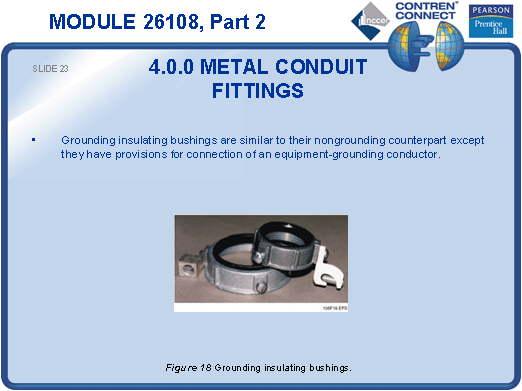 MODULE 26108, Part 2
nccer
CONTREN
CONNECT
PEARSON
Prentice
Hall
SLIDE 23
4.0.0 METAL CONDUIT
FITTINGS
• Grounding insulating bushings are similar to their nongrounding counterpart except
they have provisions for connection of an equipment-grounding conductor.
108F18.EPS
Figure 18 Grounding insulating bushings.